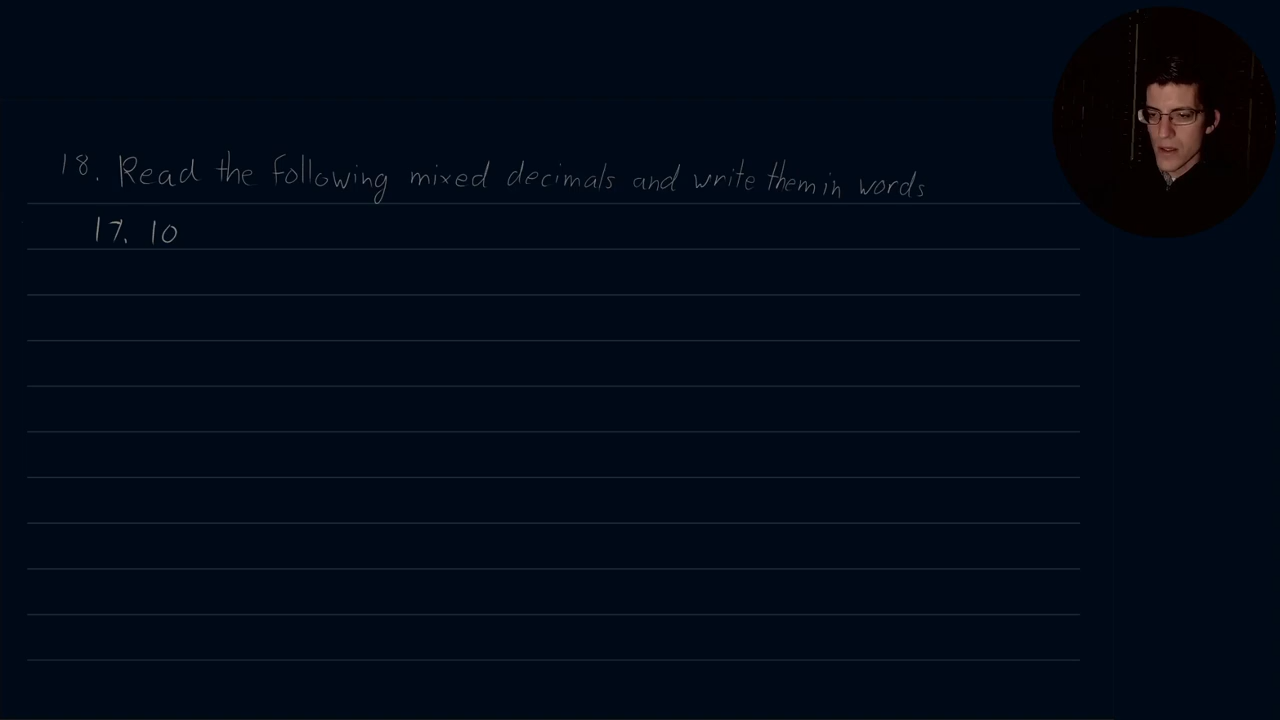 18. Read the following mixed decimals and write them in words
17. 10